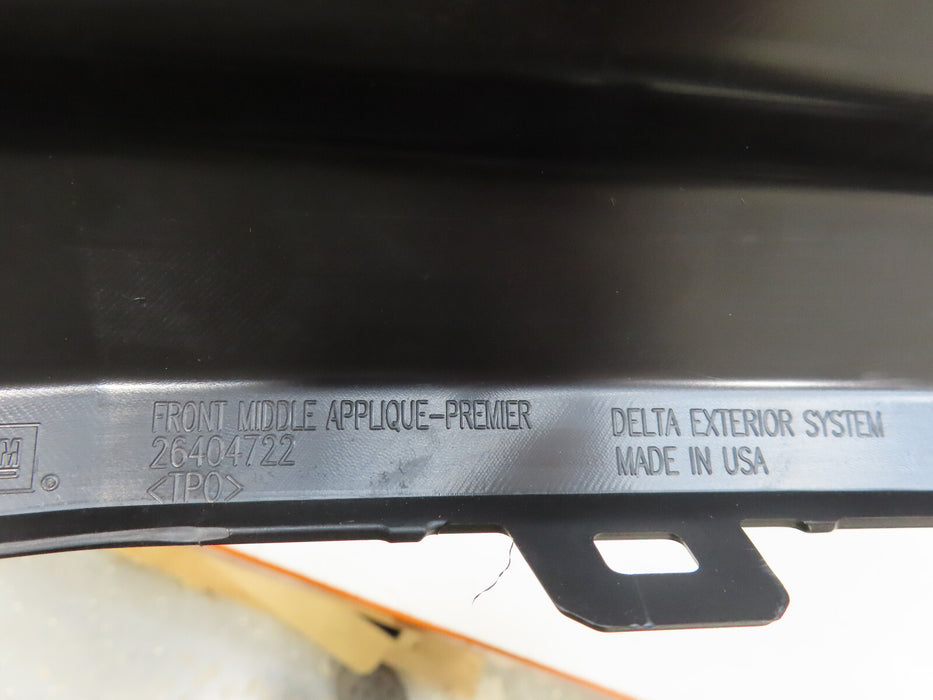 FRONT MIDDLE APPLIQUE-PREMIER
26404722
<TPO>
DELTA EXTERIOR SYSTEM
MADE IN USA